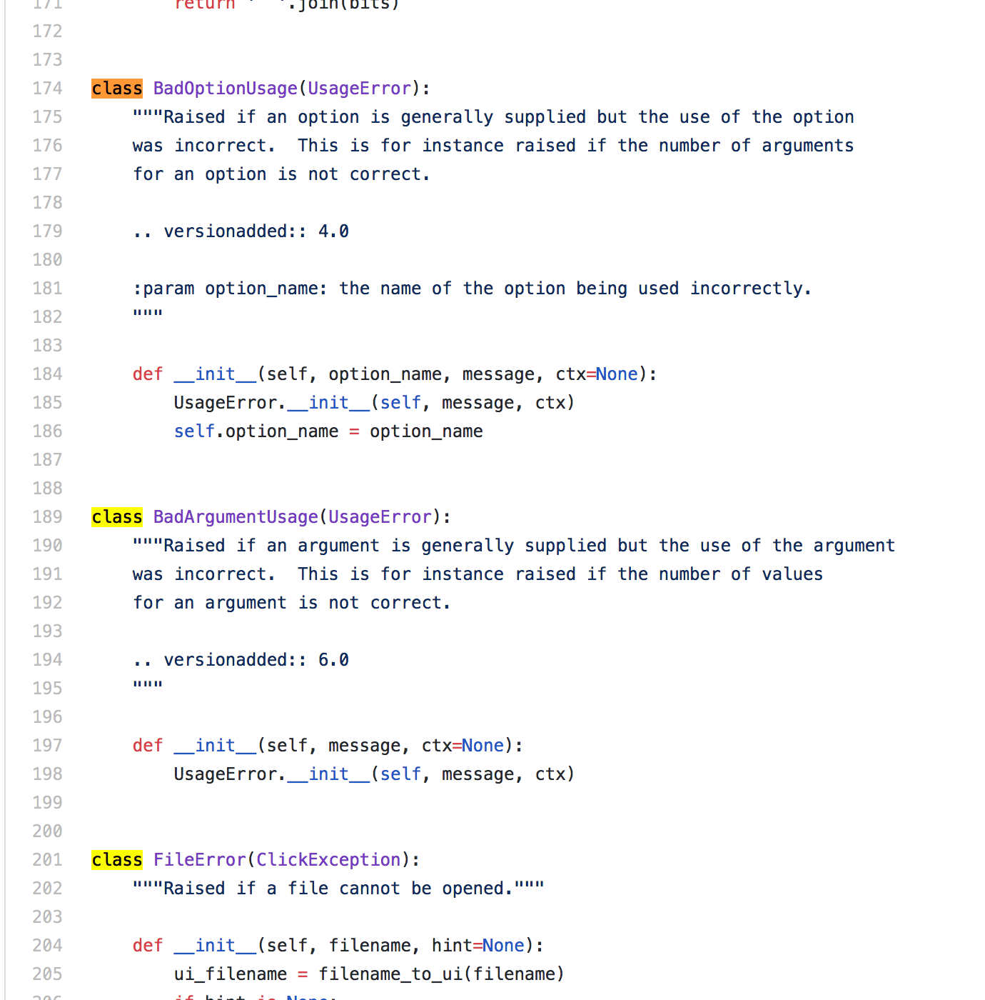 171 return ' '.join(bits)
172
173
174 class BadOptionUsage(UsageError):
175 """Raised if an option is generally supplied but the use of the option
176 was incorrect.  This is for instance raised if the number of arguments
177 for an option is not correct.
178
179 .. versionadded:: 4.0
180
181 :param option_name: the name of the option being used incorrectly.
182 """
183
184 def __init__(self, option_name, message, ctx=None):
185 UsageError.__init__(self, message, ctx)
186 self.option_name = option_name
187
188
189 class BadArgumentUsage(UsageError):
190 """Raised if an argument is generally supplied but the use of the argument
191 was incorrect.  This is for instance raised if the number of values
192 for an argument is not correct.
193
194 .. versionadded:: 6.0
195 """
196
197 def __init__(self, message, ctx=None):
198 UsageError.__init__(self, message, ctx)
199
200
201 class FileError(ClickException):
202 """Raised if a file cannot be opened."""
203
204 def __init__(self, filename, hint=None):
205 ui_filename = filename_to_ui(filename)
206 if hint is None: